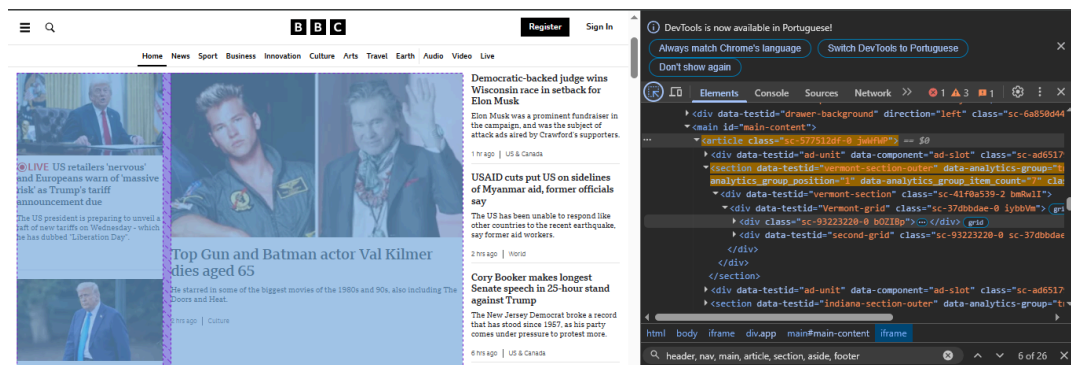 BBC
Register
Sign In
Home News Sport Business Innovation Culture Arts Travel Earth Audio Video Live
LIVE US retailers 'nervous'
and Europeans warn of 'massive
risk' as Trump's tariff
announcement due
The US president is preparing to unveil a
raft of new tariffs on Wednesday - which
he has dubbed "Liberation Day".
Top Gun and Batman actor Val Kilmer
dies aged 65
He starred in some of the biggest movies of the 1980s and 90s, also including The
Doors and Heat.
hrs ago | Culture
Democratic-backed judge wins
Wisconsin race in setback for
Elon Musk
Elon Musk was a prominent fundraiser in
the campaign, and was the subject of
attack ads aired by Crawford's supporters.
1 hr ago | US & Canada
USAID cuts put US on sidelines
of Myanmar aid, former officials
say
The US has been unable to respond like
other countries to the recent earthquake,
say former aid workers.
2 hrs ago | World
Cory Booker makes longest
Senate speech in 25-hour stand
against Trump
The New Jersey Democrat broke a record
that has stood since 1957, as his party
comes under pressure to protest more.
6 hrs ago | US & Canada
DevTools is now available in Portuguese!
Always match Chrome's language
Switch DevTools to Portuguese
Don't show again
Elements Console Sources Network 1 3 1
<div data-testid="drawer-background" direction="left" class="sc-6a850d44
<main id="main-content">
<article class="sc-577512df-0 jwWfWP"> == $0
<div data-testid="ad-unit" data-component="ad-slot" class="sc-ad6517
<section data-testid="vermont-section-outer" data-analytics-group="t
analytics_group_position="1" data-analytics_group_item_count="7" cla
<div data-testid="vermont-section" class="sc-41f0a539-2 bmRwlI">
<div data-testid="Vermont-grid" class="sc-37dbbdae-0 iybbVm"> gri
<div class="sc-93223220-0 bOZIBp"> … </div> grid
<div data-testid="second-grid" class="sc-93223220-0 sc-37dbbdae
</div>
</div>
</section>
<div data-testid="ad-unit" data-component="ad-slot" class="sc-ad6517
<section data-testid="indiana-section-outer" data-analytics-group="t
html body iframe div.app main#main-content iframe
header, nav, main, article, section, aside, footer
6 of 26